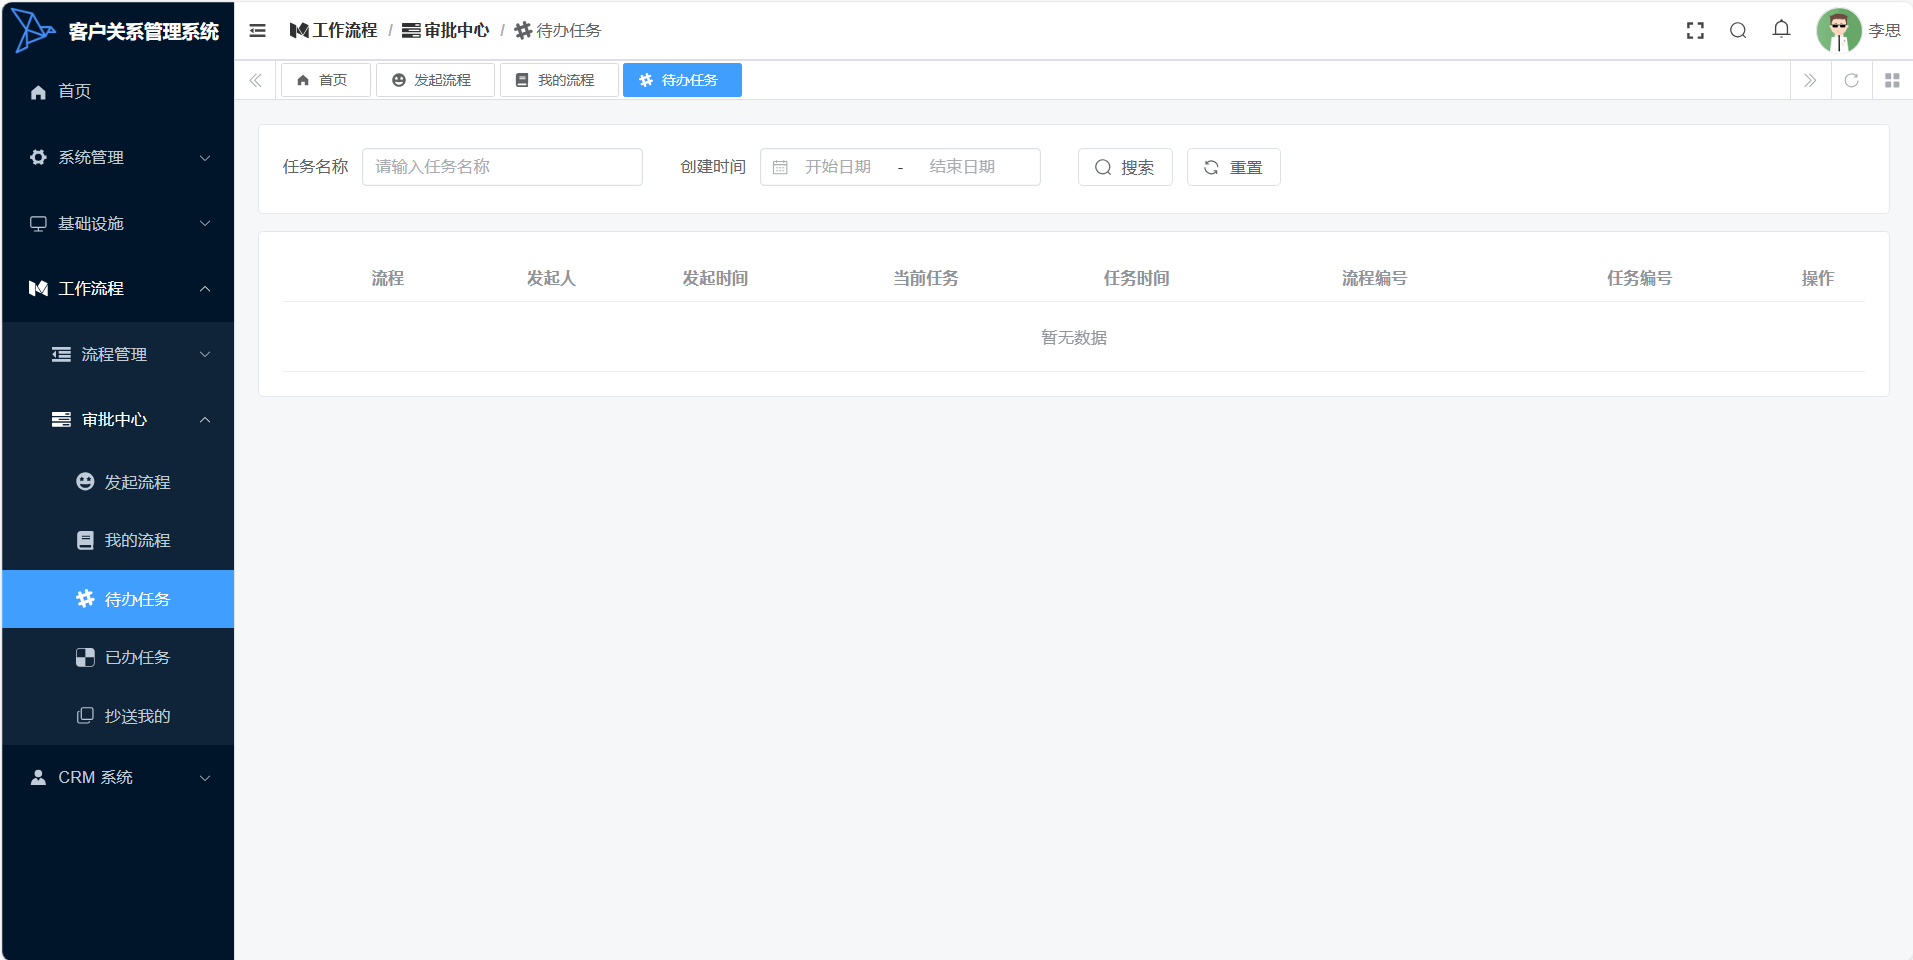 客户关系管理系统
工作流程 / 审批中心 / 待办任务
李思
首页 发起流程 我的流程 待办任务
首页
系统管理
基础设施
工作流程
流程管理
审批中心
发起流程
我的流程
待办任务
已办任务
抄送我的
CRM 系统
任务名称 请输入任务名称 创建时间 开始日期 - 结束日期 搜索 重置
流程 发起人 发起时间 当前任务 任务时间 流程编号 任务编号 操作
暂无数据